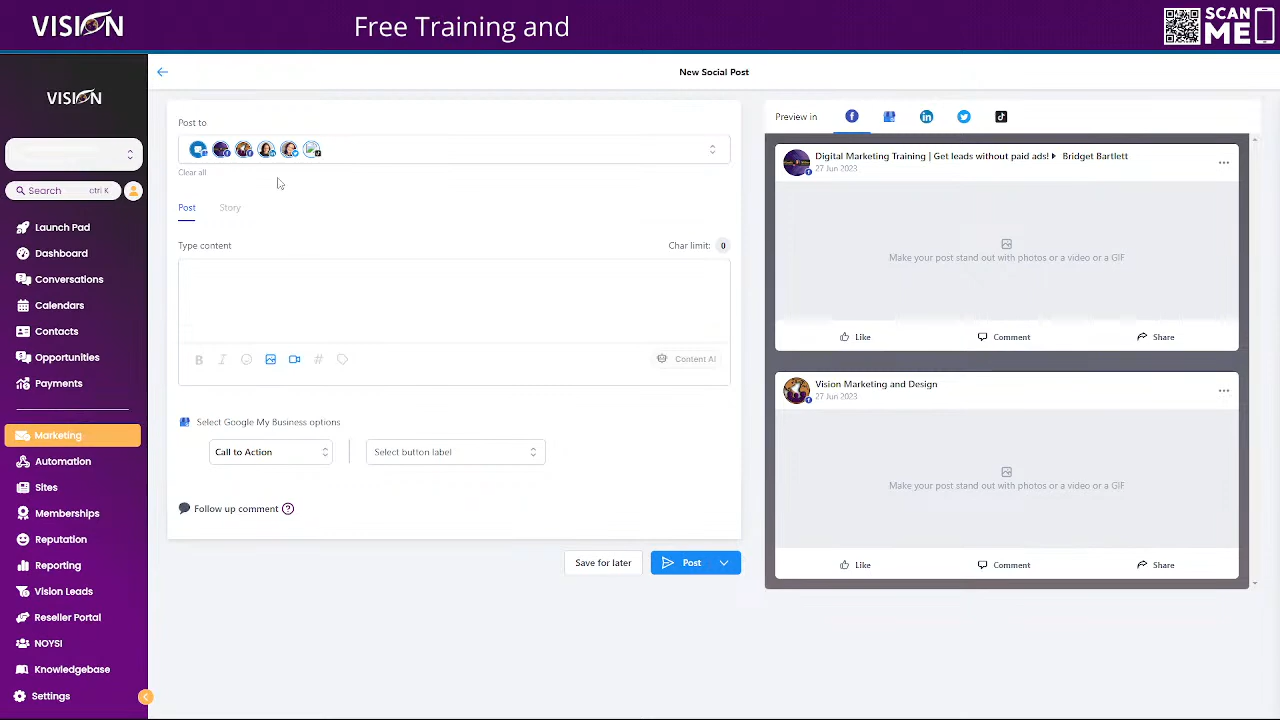 VISION
Free Training and
SCAN
ME
VISION
Search
ctrl K
Launch Pad
Dashboard
Conversations
Calendars
Contacts
Opportunities
Payments
Marketing
Automation
Sites
Memberships
Reputation
Reporting
Vision Leads
Reseller Portal
NOYSI
Knowledgebase
Settings
New Social Post
Post to
Clear all
Post Story
Type content
Char limit: 0
B I
#
Content AI
Select Google My Business options
Call to Action
Select button label
Follow up comment ?
Save for later
Post
Preview in
Digital Marketing Training | Get leads without paid ads! Bridget Bartlett
27 Jun 2023
Make your post stand out with photos or a video or a GIF
Like Comment Share
Vision Marketing and Design
27 Jun 2023
Make your post stand out with photos or a video or a GIF
Like Comment Share